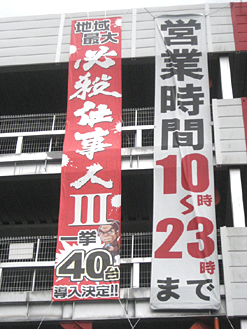 地域
最大
必殺仕事人
III
一挙
40台
導入決定!!
営業時間
10時
～
23時
まで